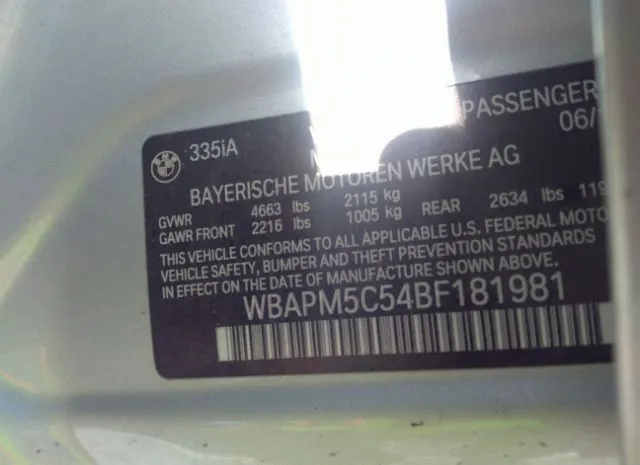 PASSENGER
335iA 06/
BAYERISCHE MOTOREN WERKE AG
GVWR 4663 lbs 2115 kg
GAWR FRONT 2216 lbs 1005 kg REAR 2634 lbs 119
THIS VEHICLE CONFORMS TO ALL APPLICABLE U.S. FEDERAL MOTO
VEHICLE SAFETY, BUMPER AND THEFT PREVENTION STANDARDS
IN EFFECT ON THE DATE OF MANUFACTURE SHOWN ABOVE.
WBAPM5C54BF181981